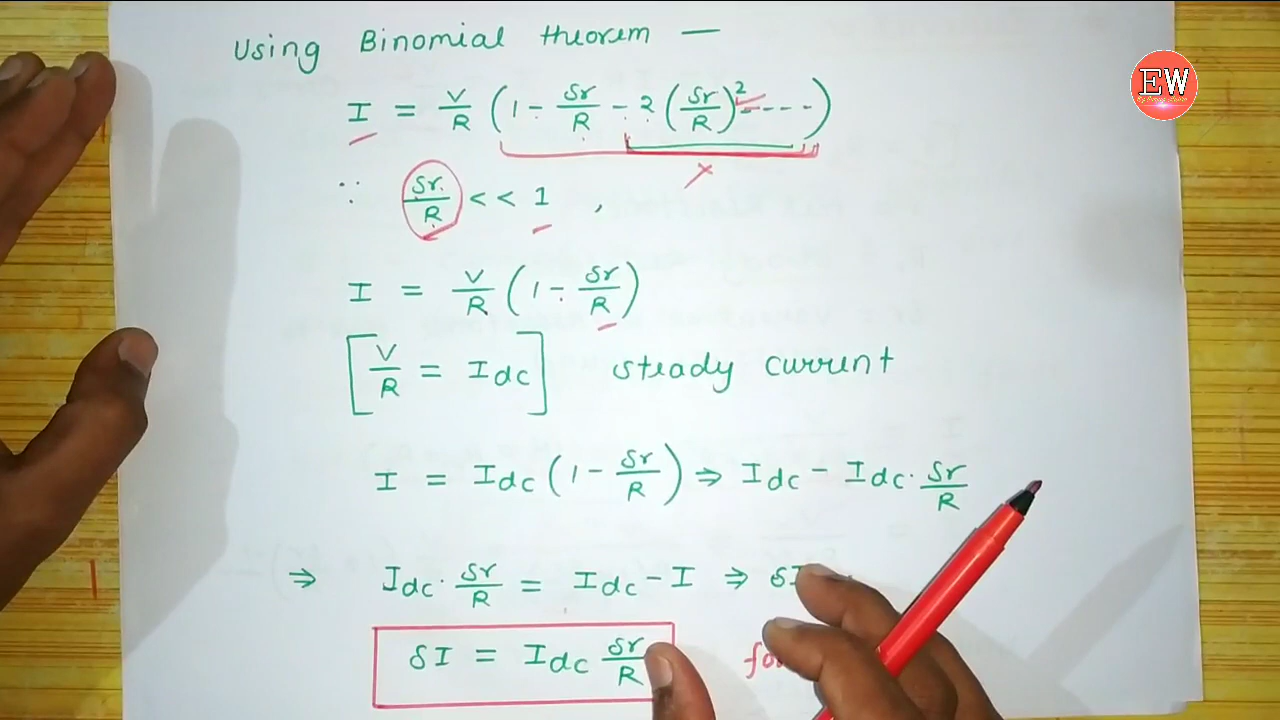 Using Binomial theorem —
I = V/R (1 - δr/R - 2 (δr/R)² - - - -)
∵ δr/R << 1 ,
I = V/R (1 - δr/R)
[V/R = Idc] steady current
I = Idc (1 - δr/R) ⇒ Idc - Idc · δr/R
⇒ Idc · δr/R = Idc - I ⇒ δI
δI = Idc δr/R
EW